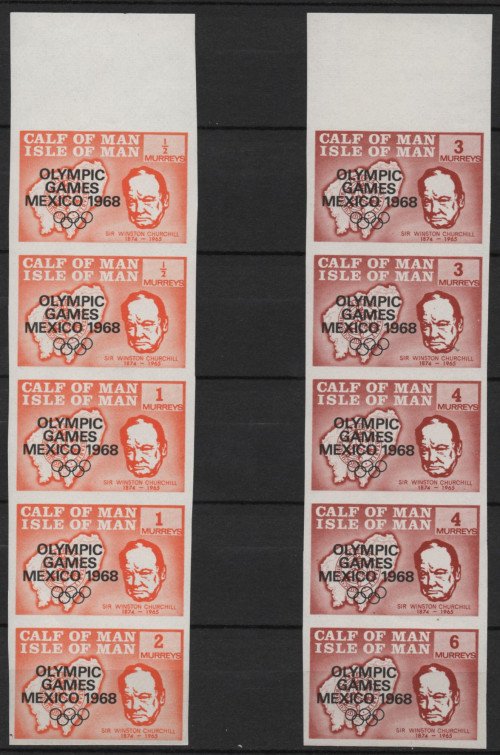 CALF OF MAN
ISLE OF MAN
½
MURREYS
OLYMPIC
GAMES
MEXICO 1968
SIR WINSTON CHURCHILL
1874 - 1965
CALF OF MAN
ISLE OF MAN
½
MURREYS
OLYMPIC
GAMES
MEXICO 1968
SIR WINSTON CHURCHILL
1874 - 1965
CALF OF MAN
ISLE OF MAN
1
MURREYS
OLYMPIC
GAMES
MEXICO 1968
SIR WINSTON CHURCHILL
1874 - 1965
CALF OF MAN
ISLE OF MAN
1
MURREYS
OLYMPIC
GAMES
MEXICO 1968
SIR WINSTON CHURCHILL
1874 - 1965
CALF OF MAN
ISLE OF MAN
2
MURREYS
OLYMPIC
GAMES
MEXICO 1968
SIR WINSTON CHURCHILL
1874 - 1965
CALF OF MAN
ISLE OF MAN
3
MURREYS
OLYMPIC
GAMES
MEXICO 1968
SIR WINSTON CHURCHILL
1874 - 1965
CALF OF MAN
ISLE OF MAN
3
MURREYS
OLYMPIC
GAMES
MEXICO 1968
SIR WINSTON CHURCHILL
1874 - 1965
CALF OF MAN
ISLE OF MAN
4
MURREYS
OLYMPIC
GAMES
MEXICO 1968
SIR WINSTON CHURCHILL
1874 - 1965
CALF OF MAN
ISLE OF MAN
4
MURREYS
OLYMPIC
GAMES
MEXICO 1968
SIR WINSTON CHURCHILL
1874 - 1965
CALF OF MAN
ISLE OF MAN
6
MURREYS
OLYMPIC
GAMES
MEXICO 1968
SIR WINSTON CHURCHILL
1874 - 1965